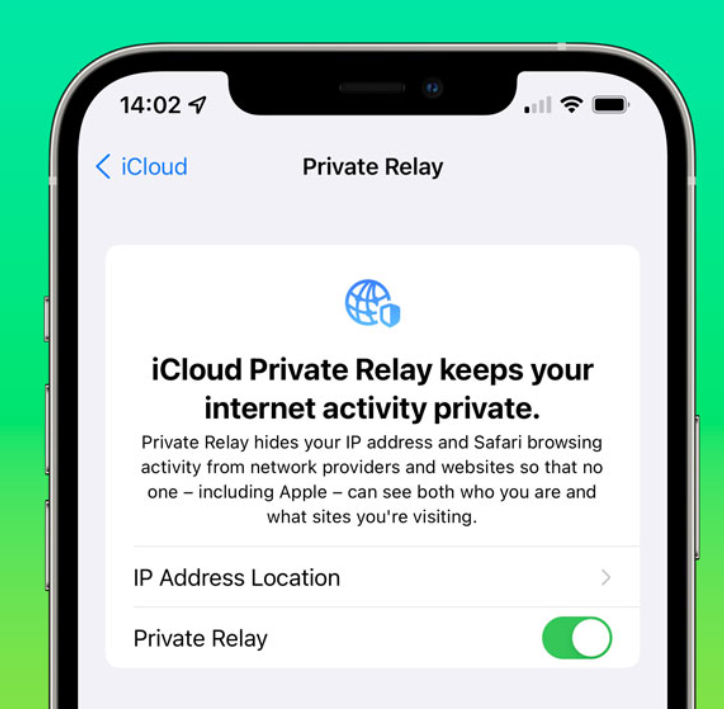 14:02
iCloud
Private Relay
iCloud Private Relay keeps your
internet activity private.
Private Relay hides your IP address and Safari browsing
activity from network providers and websites so that no
one – including Apple – can see both who you are and
what sites you're visiting.
IP Address Location
Private Relay